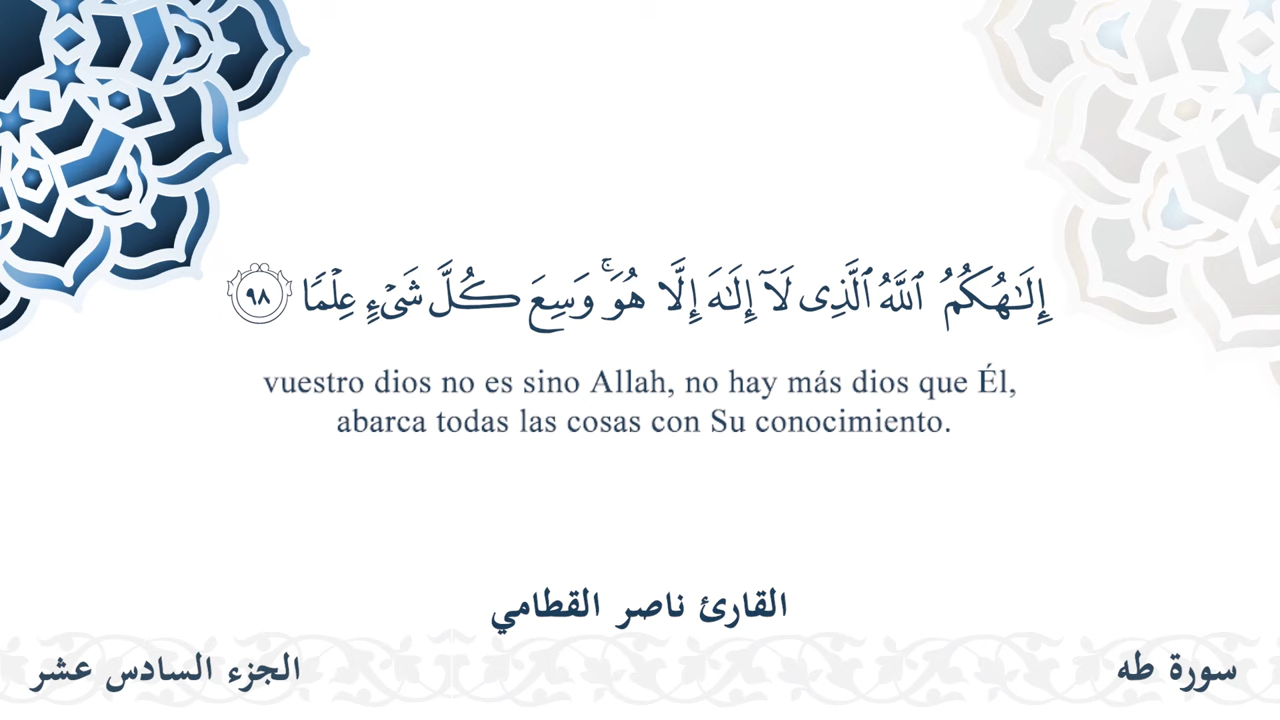 إِلَٰهُكُمُ ٱللَّهُ ٱلَّذِى لَآ إِلَٰهَ إِلَّا هُوَ ۚ وَسِعَ كُلَّ شَىْءٍ عِلْمًا ٩٨
vuestro dios no es sino Allah, no hay más dios que Él,
abarca todas las cosas con Su conocimiento.
القارئ ناصر القطامي
سورة طه
الجزء السادس عشر